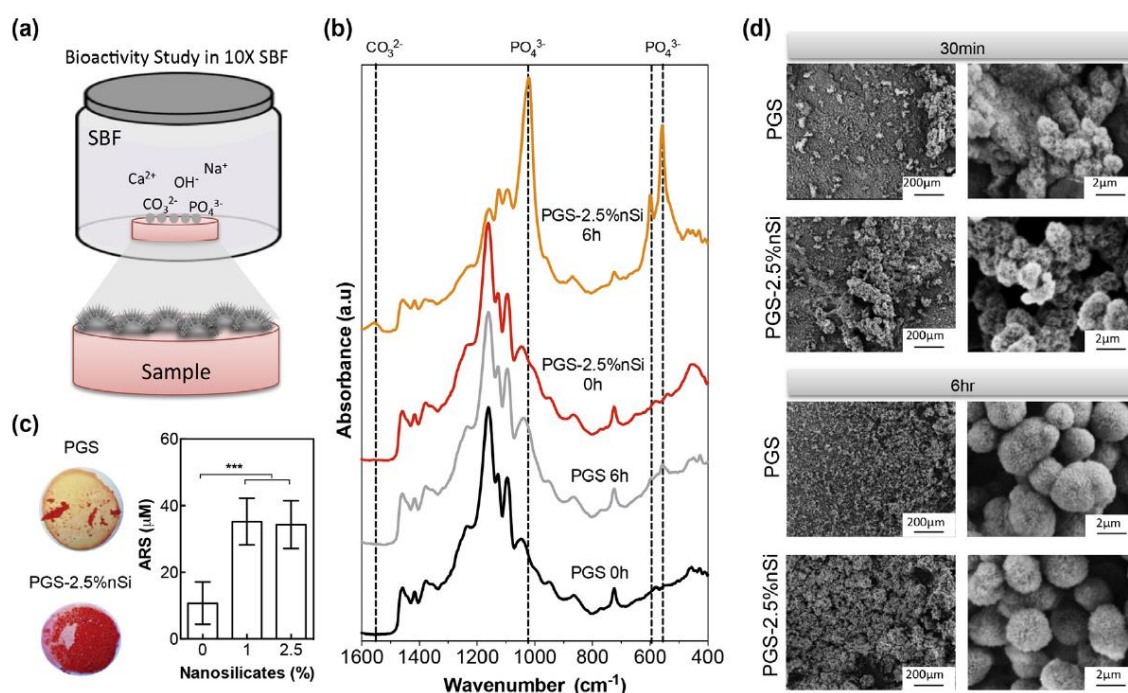 (a)
Bioactivity Study in 10X SBF
SBF
Ca²⁺
OH⁻
Na⁺
CO₃²⁻
PO₄³⁻
Sample
(b)
CO₃²⁻
PO₄³⁻
PO₄³⁻
PGS-2.5%nSi
6h
PGS-2.5%nSi
0h
PGS 6h
PGS 0h
Absorbance (a.u)
1600
1400
1200
1000
800
600
400
Wavenumber (cm⁻¹)
(c)
PGS
PGS-2.5%nSi
ARS (μM)
60
40
20
0
***
0
1
2.5
Nanosilicates (%)
(d)
30min
PGS
200μm
2μm
PGS-2.5%nSi
200μm
2μm
6hr
PGS
200μm
2μm
PGS-2.5%nSi
200μm
2μm